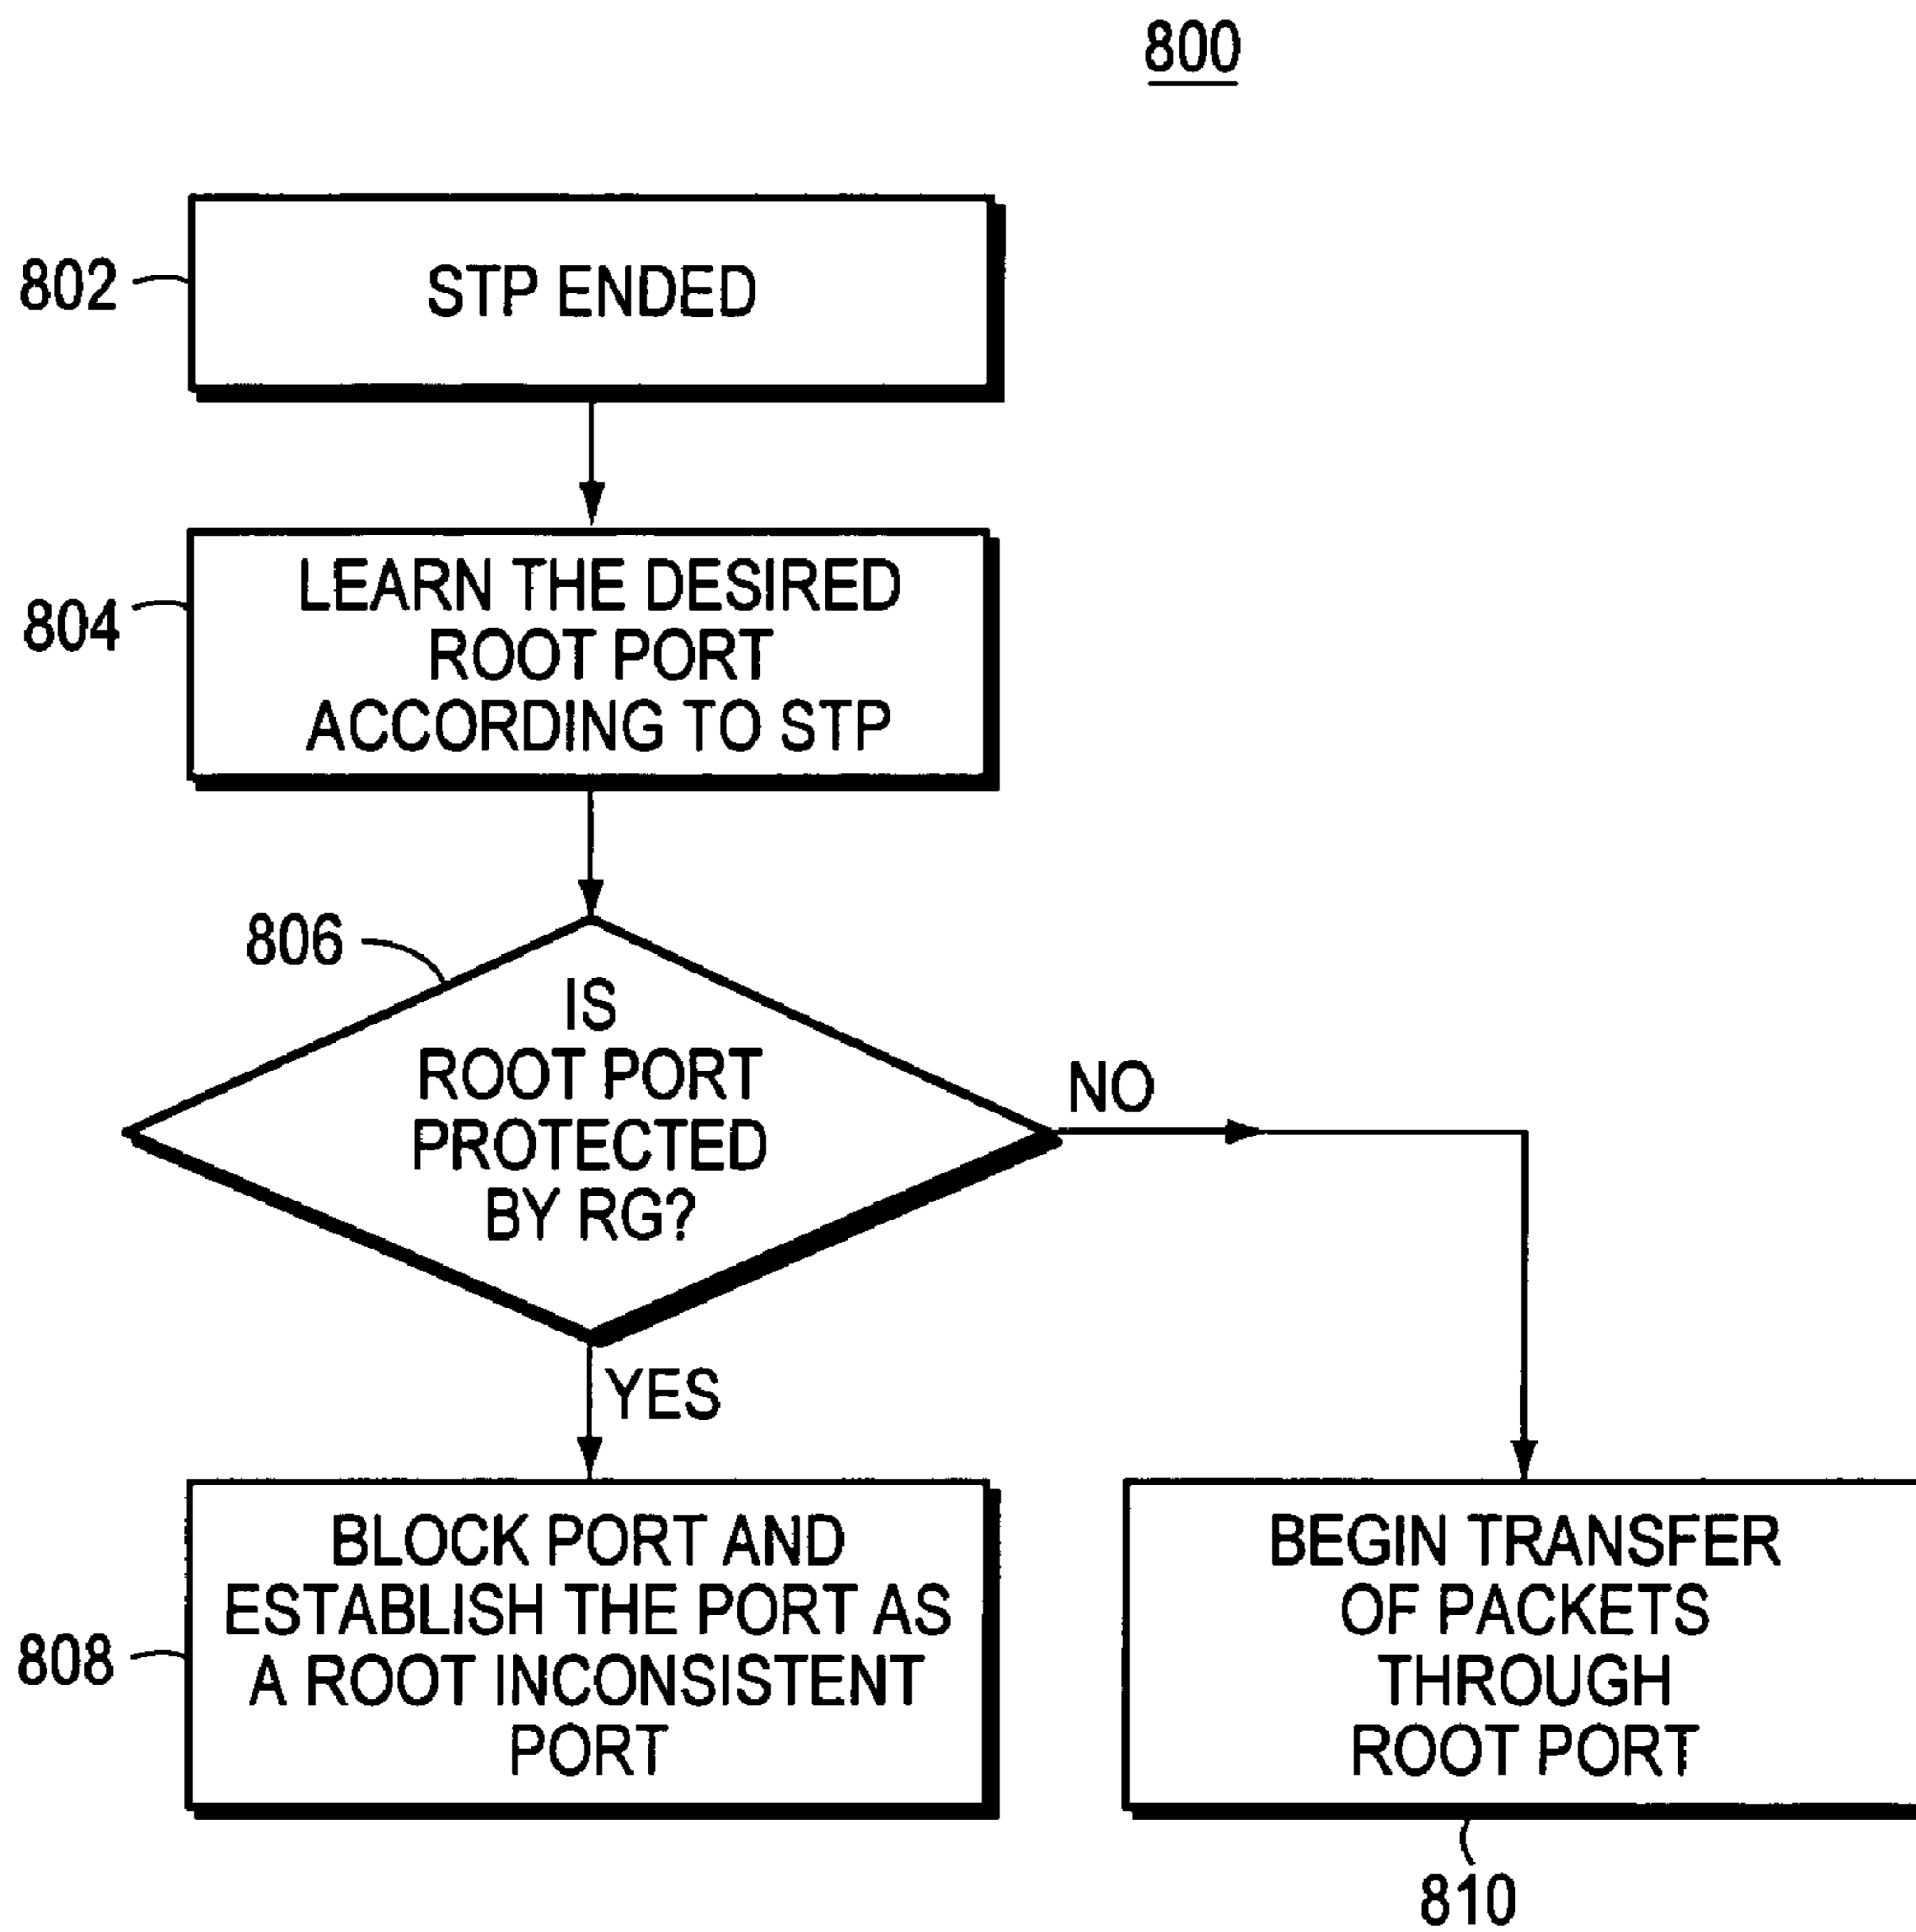 800
802
STP ENDED
804
LEARN THE DESIRED
ROOT PORT
ACCORDING TO STP
806
IS
ROOT PORT
PROTECTED
BY RG?
NO
YES
808
BLOCK PORT AND
ESTABLISH THE PORT AS
A ROOT INCONSISTENT
PORT
BEGIN TRANSFER
OF PACKETS
THROUGH
ROOT PORT
810